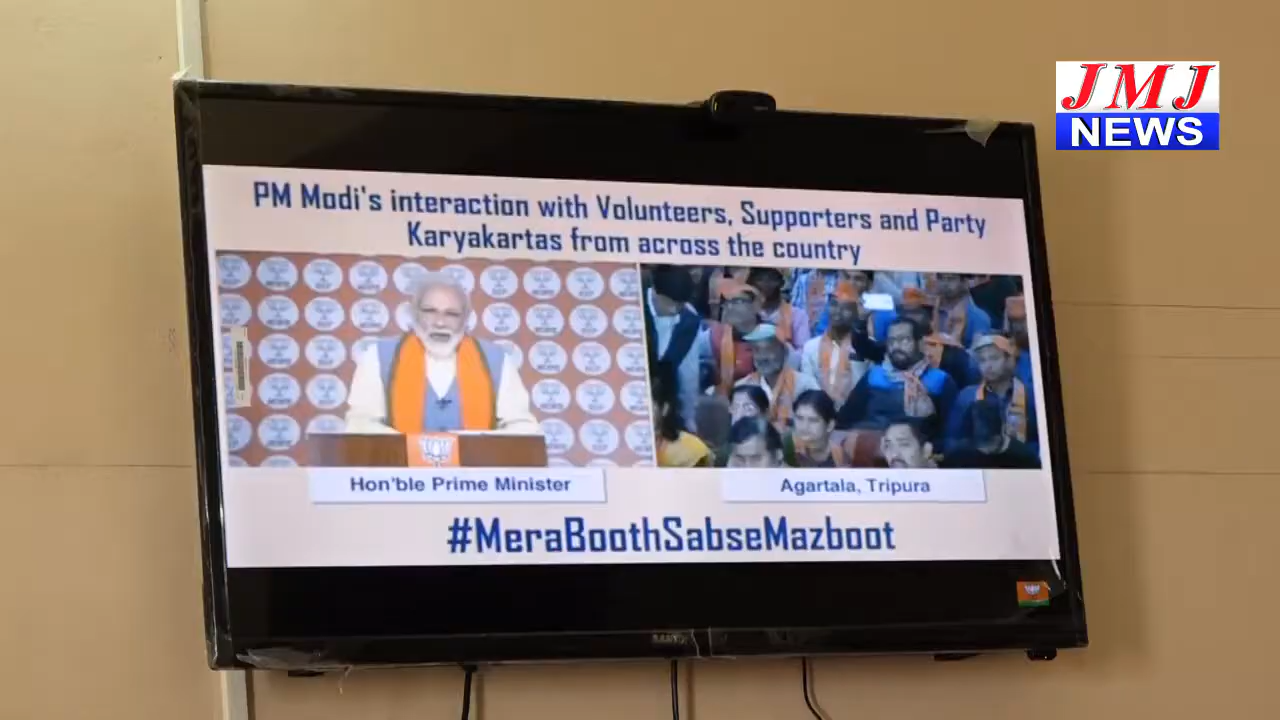 JMJ
NEWS
PM Modi's interaction with Volunteers, Supporters and Party
Karyakartas from across the country
Hon'ble Prime Minister
Agartala, Tripura
#MeraBoothSabseMazboot